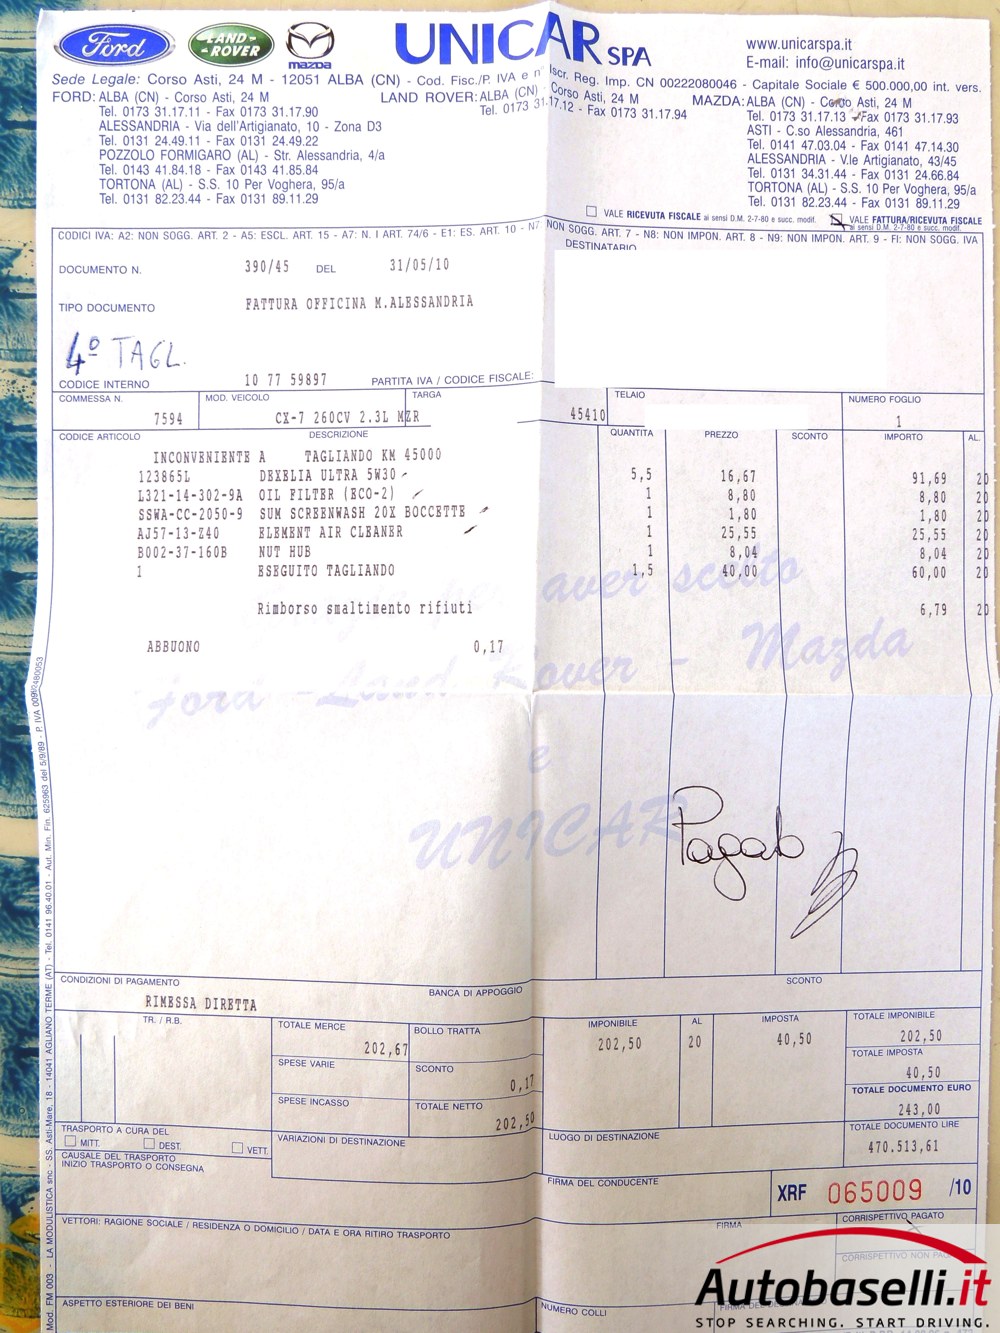 Ford
LAND-ROVER
mazda
UNICAR SPA
www.unicarspa.it
E-mail: info@unicarspa.it
Sede Legale: Corso Asti, 24 M - 12051 ALBA (CN) - Cod. Fisc./P. IVA e n° Iscr. Reg. Imp. CN 00222080046 - Capitale Sociale € 500.000,00 int. vers.
FORD: ALBA (CN) - Corso Asti, 24 M
Tel. 0173 31.17.11 - Fax 0173 31.17.90
ALESSANDRIA - Via dell'Artigianato, 10 - Zona D3
Tel. 0131 24.49.11 - Fax 0131 24.49.22
POZZOLO FORMIGARO (AL) - Str. Alessandria, 4/a
Tel. 0143 41.84.18 - Fax 0143 41.85.84
TORTONA (AL) - S.S. 10 Per Voghera, 95/a
Tel. 0131 82.23.44 - Fax 0131 89.11.29
LAND ROVER: ALBA (CN) - Corso Asti, 24 M
Tel. 0173 31.17.12 - Fax 0173 31.17.94
MAZDA: ALBA (CN) - Corso Asti, 24 M
Tel. 0173 31.17.13 - Fax 0173 31.17.93
ASTI - C.so Alessandria, 461
Tel. 0141 47.03.04 - Fax 0141 47.14.30
ALESSANDRIA - V.le Artigianato, 43/45
Tel. 0131 34.31.44 - Fax 0131 24.66.84
TORTONA (AL) - S.S. 10 Per Voghera, 95/a
Tel. 0131 82.23.44 - Fax 0131 89.11.29
VALE RICEVUTA FISCALE ai sensi D.M. 2-7-80 e succ. modif.
VALE FATTURA/RICEVUTA FISCALE
ai sensi D.M. 2-7-80 e succ. modif.
CODICI IVA: A2: NON SOGG. ART. 2 - A5: ESCL. ART. 15 - A7: N. I ART. 74/6 - E1: ES. ART. 10 - N7: NON SOGG. ART. 7 - N8: NON IMPON. ART. 8 - N9: NON IMPON. ART. 9 - FI: NON SOGG. IVA
DESTINATARIO
DOCUMENTO N. 390/45 DEL 31/05/10
TIPO DOCUMENTO FATTURA OFFICINA M.ALESSANDRIA
4° TAGL.
CODICE INTERNO 10 77 59897 PARTITA IVA / CODICE FISCALE:
COMMESSA N. MOD. VEICOLO TARGA TELAIO NUMERO FOGLIO
7594 CX-7 260CV 2.3L MZR 45410 1
CODICE ARTICOLO DESCRIZIONE QUANTITA PREZZO SCONTO IMPORTO AL.
INCONVENIENTE A TAGLIANDO KM 45000
123865L DEXELIA ULTRA 5W30 5,5 16,67 91,69 20
L321-14-302-9A OIL FILTER (ECO-2) 1 8,80 8,80 20
SSWA-CC-2050-9 SUM SCREENWASH 20X BOCCETTE 1 1,80 1,80 20
AJ57-13-Z40 ELEMENT AIR CLEANER 1 25,55 25,55 20
B002-37-160B NUT HUB 1 8,04 8,04 20
1 ESEGUITO TAGLIANDO 1,5 40,00 60,00 20
Rimborso smaltimento rifiuti 6,79 20
ABBUONO 0,17
aver scelto
Ford - Land Rover - Mazda
e
UNICAR
Pagato
CONDIZIONI DI PAGAMENTO BANCA DI APPOGGIO SCONTO
RIMESSA DIRETTA
TR. / R.B.
TOTALE MERCE
202,67
BOLLO TRATTA
SPESE VARIE
SCONTO
0,17
SPESE INCASSO
TOTALE NETTO
202,50
IMPONIBILE AL IMPOSTA
202,50 20 40,50
TOTALE IMPONIBILE
202,50
TOTALE IMPOSTA
40,50
TOTALE DOCUMENTO EURO
243,00
TOTALE DOCUMENTO LIRE
470.513,61
TRASPORTO A CURA DEL
MITT. DEST. VETT.
CAUSALE DEL TRASPORTO
INIZIO TRASPORTO O CONSEGNA
VARIAZIONI DI DESTINAZIONE
LUOGO DI DESTINAZIONE
FIRMA DEL CONDUCENTE
XRF 065009 /10
VETTORI: RAGIONE SOCIALE / RESIDENZA O DOMICILIO / DATA E ORA RITIRO TRASPORTO
FIRMA
CORRISPETTIVO PAGATO
CORRISPETTIVO NON PAGATO
ASPETTO ESTERIORE DEI BENI
NUMERO COLLI
Mod. FM 003 - LA MODULISTICA snc - SS. Asti-Mare, 18 - 14041 AGLIANO TERME (AT) - Tel. 0141 96.40.01 - Aut. Min. Fin. 625963 del 5/9/89 - P. IVA
Autobaselli.it
STOP SEARCHING. START DRIVING.